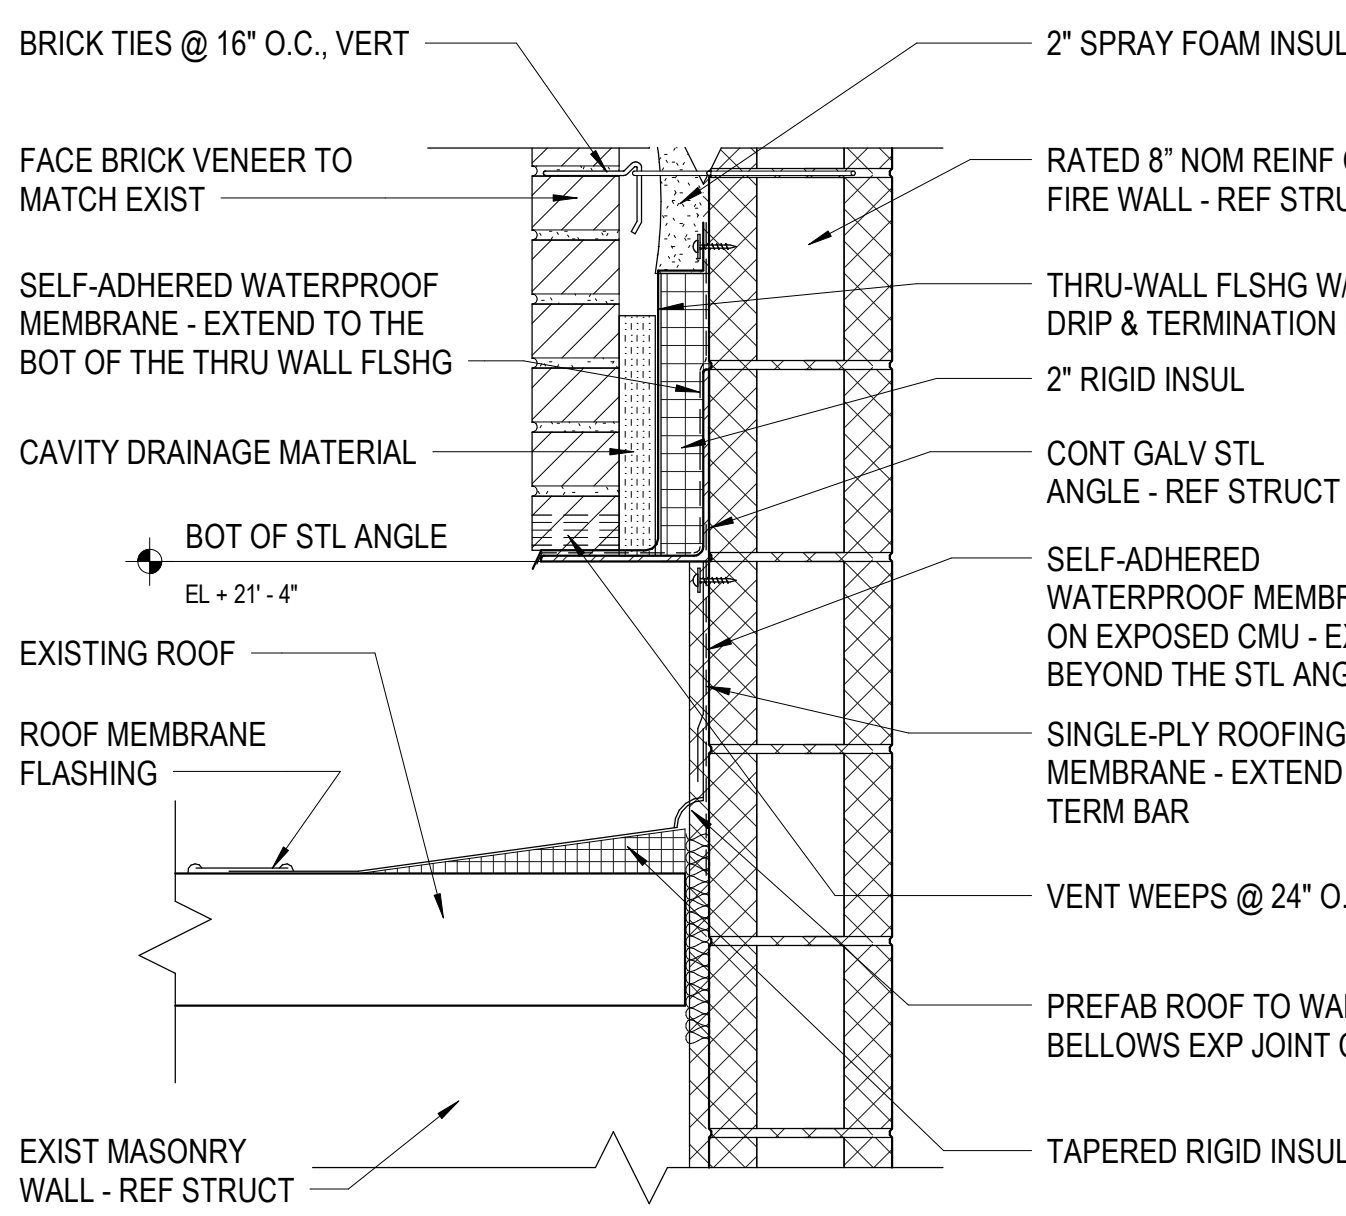 BRICK TIES @ 16" O.C., VERT
FACE BRICK VENEER TO
MATCH EXIST
SELF-ADHERED WATERPROOF
MEMBRANE - EXTEND TO THE
BOT OF THE THRU WALL FLSHG
CAVITY DRAINAGE MATERIAL
BOT OF STL ANGLE
EL + 21' - 4"
EXISTING ROOF
ROOF MEMBRANE
FLASHING
EXIST MASONRY
WALL - REF STRUCT
2" SPRAY FOAM INSUL
RATED 8” NOM REINF
FIRE WALL - REF
THRU-WALL FLSHG
DRIP & TERMINATION
2" RIGID INSUL
CONT GALV STL
ANGLE - REF STRUCT
SELF-ADHERED
WATERPROOF
ON EXPOSED CMU -
BEYOND THE STL
SINGLE-PLY ROOFING
MEMBRANE - EXTEND
TERM BAR
VENT WEEPS @ 24"
PREFAB ROOF TO
BELLOWS EXP JOINT
TAPERED RIGID INSUL